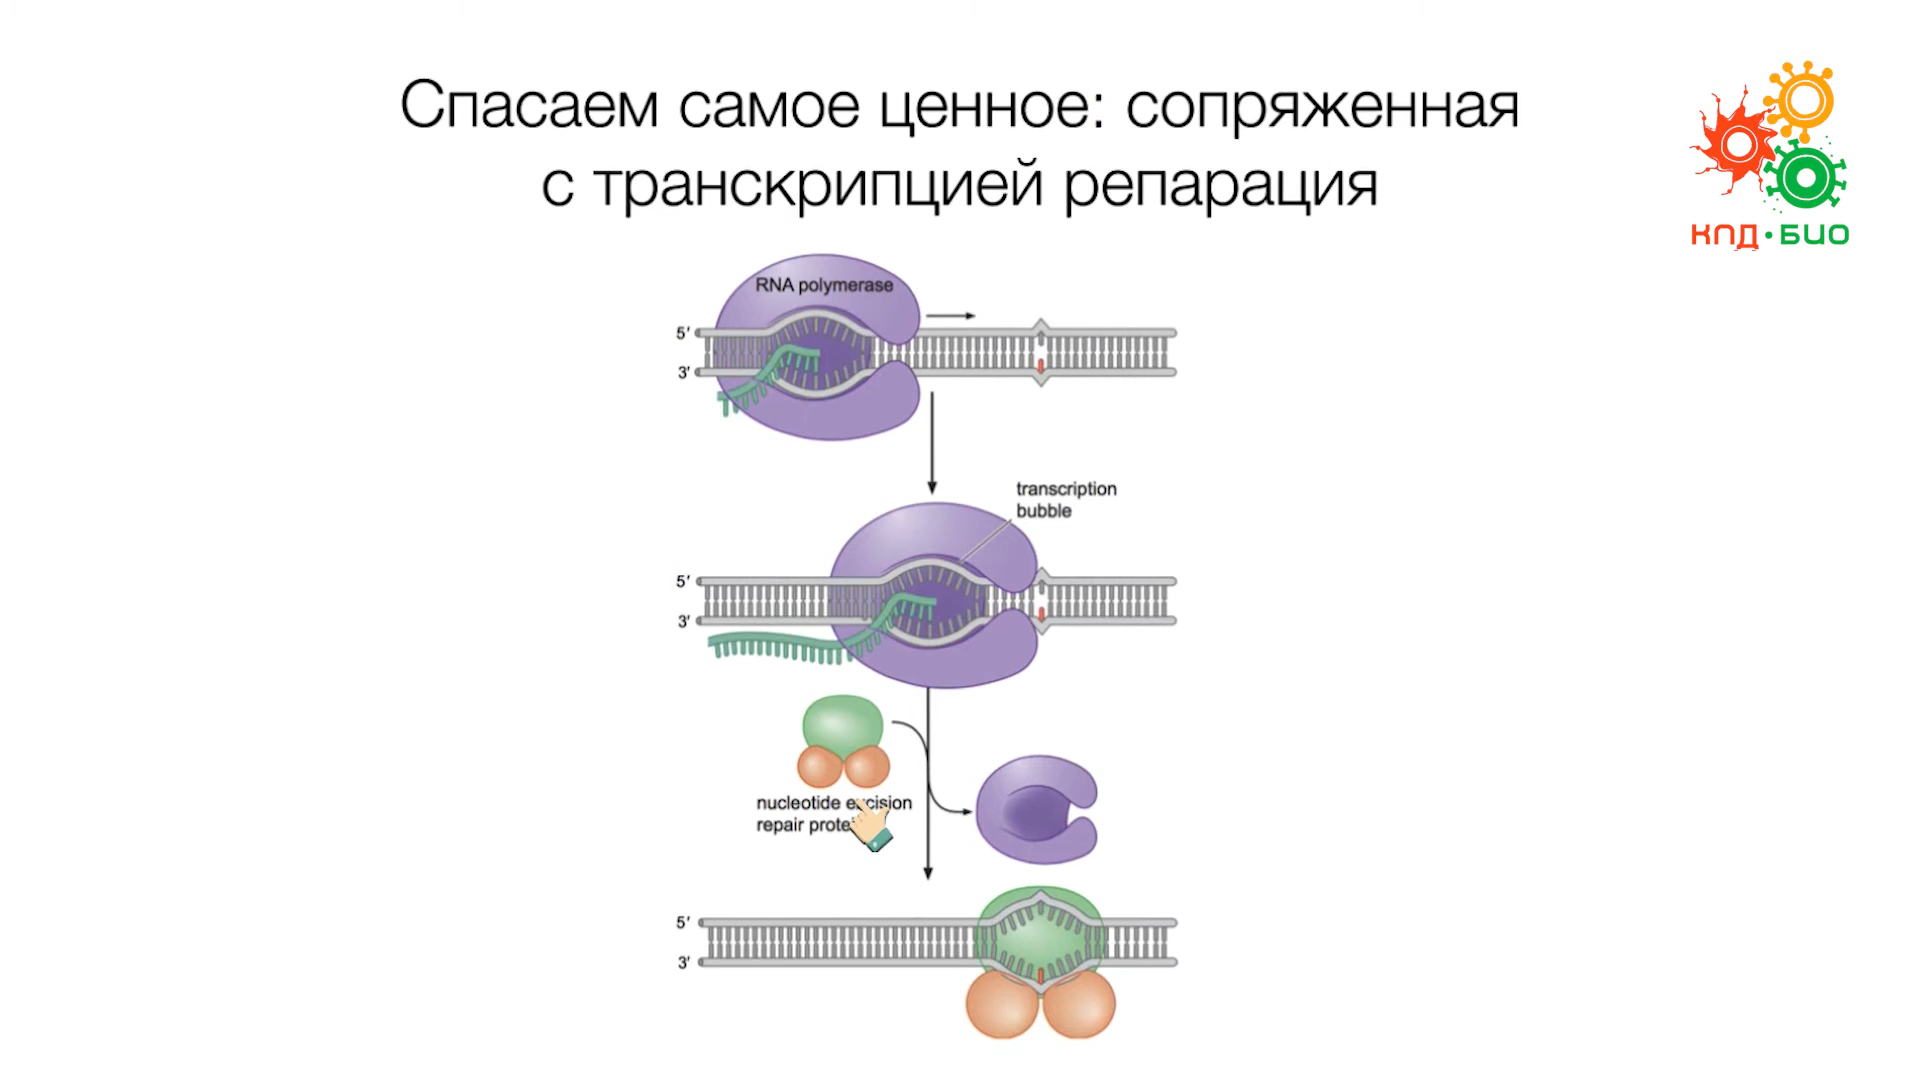 Спасаем самое ценное: сопряженная
с транскрипцией репарация
КПД·БИО
RNA polymerase
5′
3′
transcription
bubble
5′
3′
nucleotide excision
repair
5′
3′